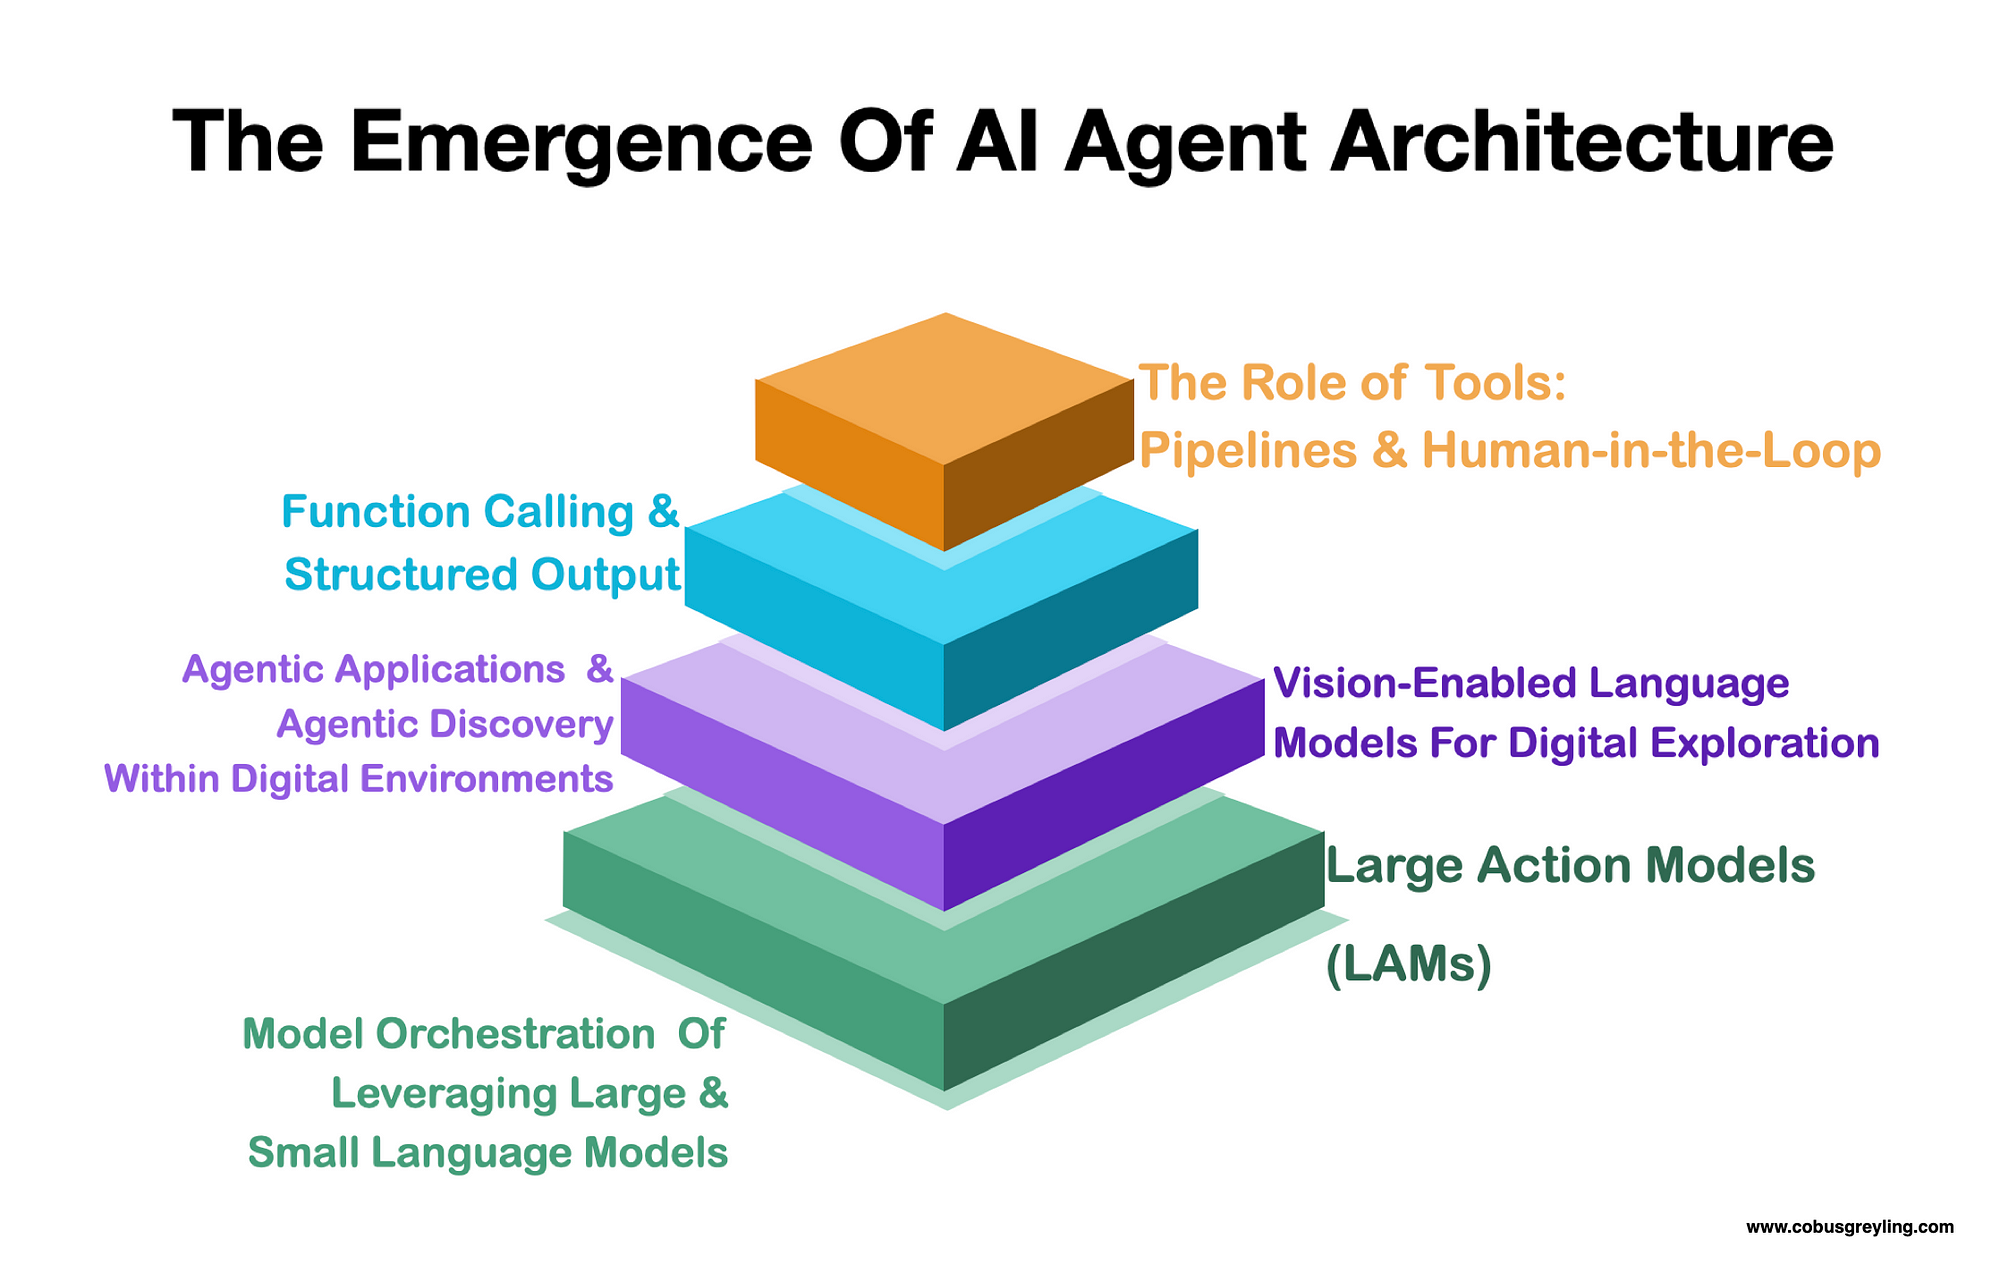 The Emergence Of AI Agent Architecture
The Role of Tools:
Pipelines & Human-in-the-Loop
Function Calling &
Structured Output
Agentic Applications &
Agentic Discovery
Within Digital Environments
Vision-Enabled Language
Models For Digital Exploration
Large Action Models
(LAMs)
Model Orchestration Of
Leveraging Large &
Small Language Models
www.cobusgreyling.com